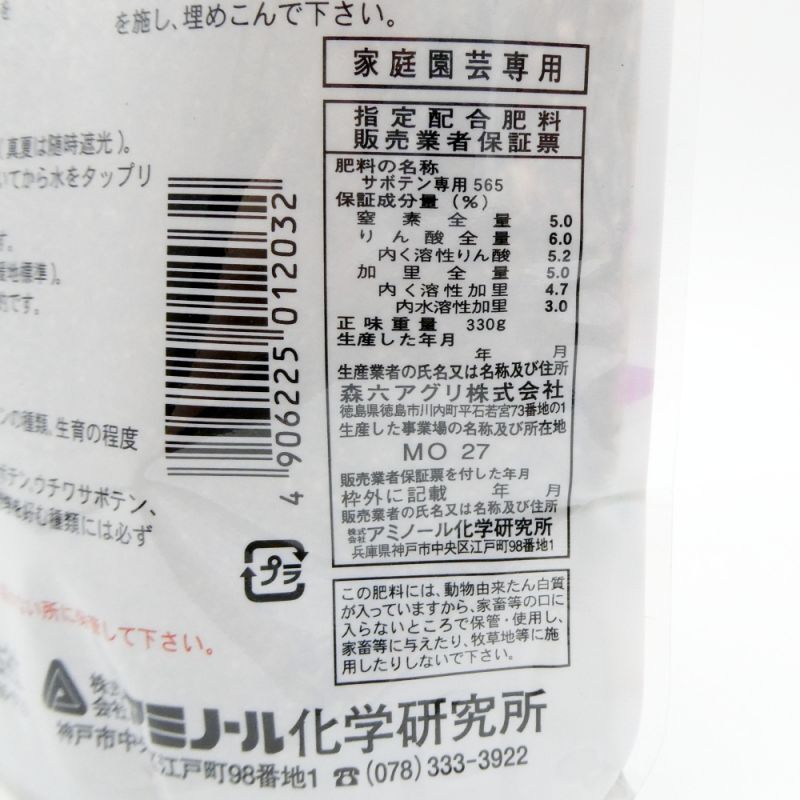 を施し、埋めこんで下さい。
(真夏は随時遮光)。
いてから水をタップリ
す。
暖地標準)。
的です。
ンの種類、生育の程度
ボテン、ウチワサボテン、
を好む種類には必ず
い所に保管して下さい。
4 906225 012032
プラ
家庭園芸専用
指定配合肥料
販売業者保証票
肥料の名称
サボテン専用 565
保証成分量(%)
窒素全量 5.0
りん酸全量 6.0
内く溶性りん酸 5.2
加里全量 5.0
内く溶性加里 4.7
内水溶性加里 3.0
正味重量 330g
生産した年月
年 月
生産業者の氏名又は名称及び住所
森六アグリ株式会社
徳島県徳島市川内町平石若宮73番地の1
生産した事業場の名称及び所在地
MO 27
販売業者保証票を付した年月
枠外に記載 年 月
販売業者の氏名又は名称及び住所
株式会社アミノール化学研究所
兵庫県神戸市中央区江戸町98番地1
この肥料には、動物由来たん白質
が入っていますから、家畜等の口に
入らないところで保管・使用し、
家畜等に与えたり、牧草地等に施
用したりしないで下さい。
株式会社アミノール化学研究所
神戸市中央区江戸町98番地1 ☎(078)333-3922